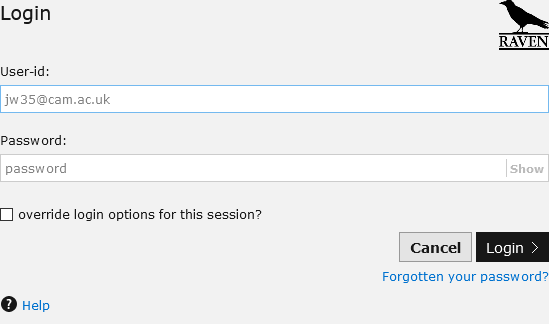 Login
RAVEN
User-id:
jw35@cam.ac.uk
Password:
password Show
override login options for this session?
Cancel Login >
Forgotten your password?
? Help